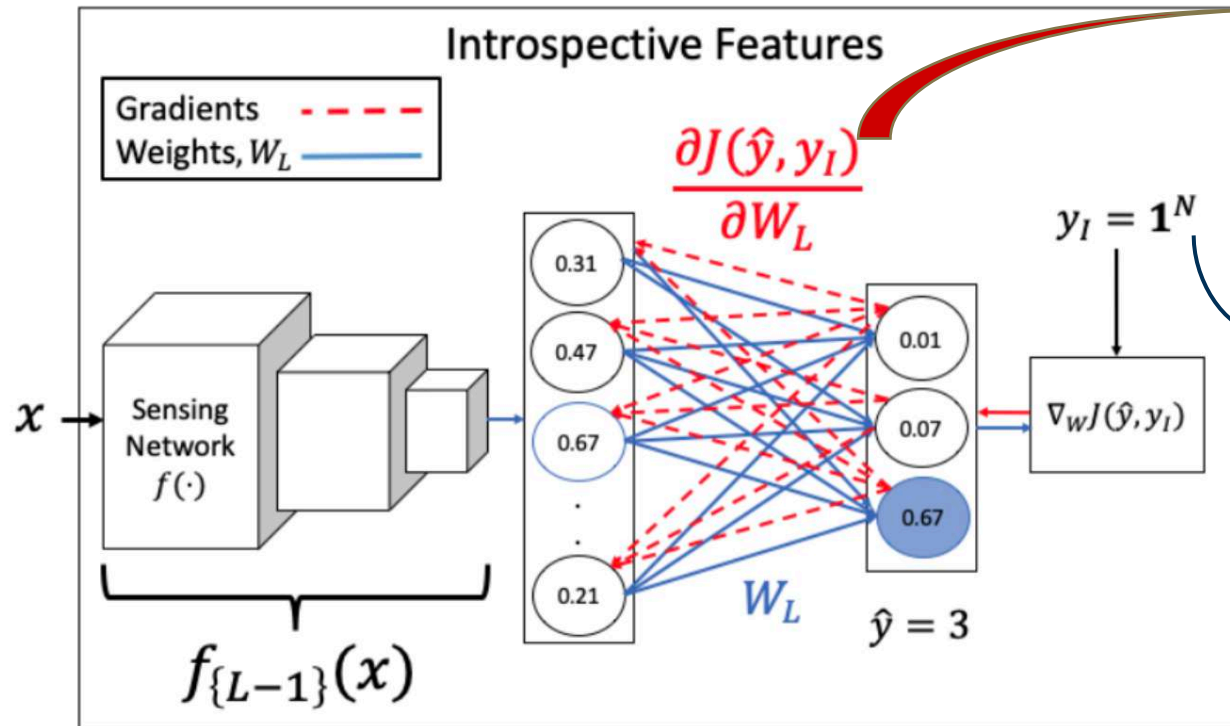 Introspective Features
Gradients
Weights, W_L
∂J(ŷ, y_I)
∂W_L
y_I = 1^N
x
Sensing
Network
f(·)
0.31
0.47
0.67
.
.
0.21
0.01
0.07
0.67
∇_W J(ŷ, y_I)
W_L
ŷ = 3
f_{L−1}(x)